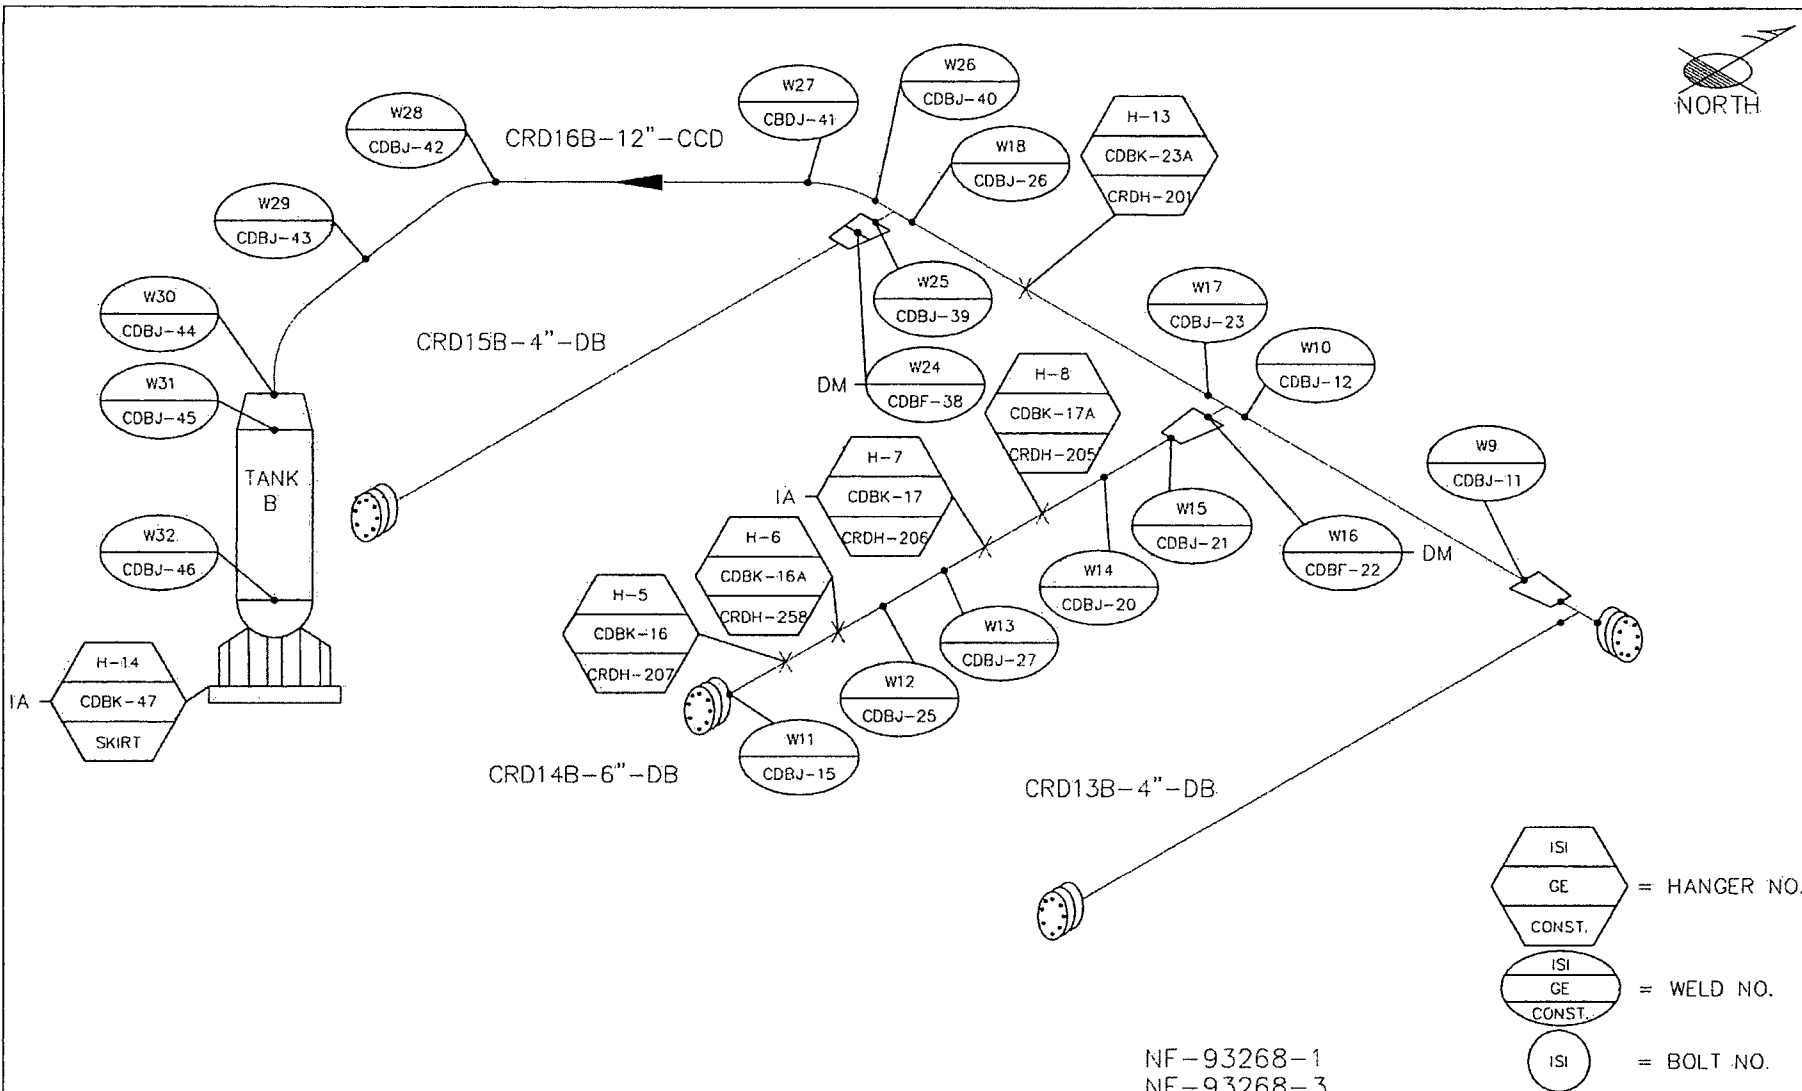 NORTH
W26
CDBJ-40
W27
CBDJ-41
W28
CDBJ-42
CRD16B-12"-CCD
H-13
CDBK-23A
CRDH-201
W18
CDBJ-26
W29
CDBJ-43
W25
CDBJ-39
W17
CDBJ-23
W30
CDBJ-44
CRD15B-4"-DB
W10
CDBJ-12
W31
CDBJ-45
DM
W24
CDBF-38
H-8
CDBK-17A
CRDH-205
W9
CDBJ-11
TANK
B
H-7
IA
CDBK-17
CRDH-206
W15
CDBJ-21
W32
CDBJ-46
H-6
CDBK-16A
CRDH-258
W16
CDBF-22
DM
W14
CDBJ-20
H-5
CDBK-16
CRDH-207
W13
CDBJ-27
H-14
IA
CDBK-47
SKIRT
W12
CDBJ-25
W11
CDBJ-15
CRD14B-6"-DB
CRD13B-4"-DB
ISI
GE
CONST.
= HANGER NO.
ISI
GE
CONST.
= WELD NO.
ISI
= BOLT NO.
NF-93268-1
NF-93268-3